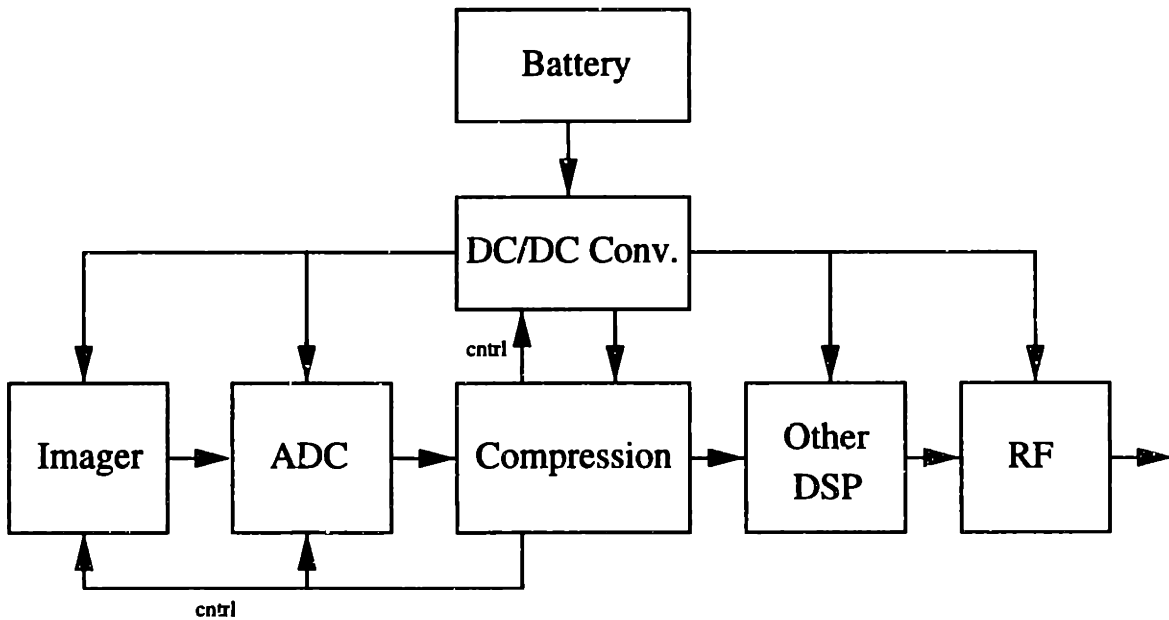 Battery
DC/DC Conv.
cntrl
Imager
ADC
Compression
Other
DSP
RF
cntrl